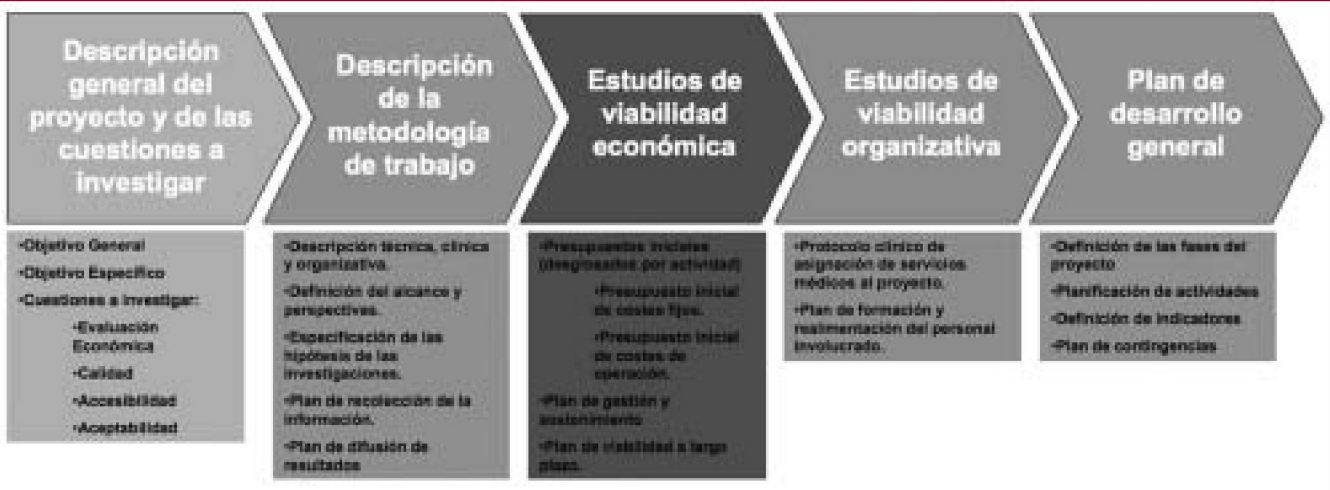 Descripción
general del
proyecto y de las
cuestiones a
investigar
•Objetivo General
•Objetivo Específico
•Cuestiones a investigar:
•Evaluación
Económica
•Calidad
•Accesibilidad
•Aceptabilidad
Descripción
de la
metodología
de trabajo
•Descripción técnica, clínica
y organizativa.
•Definición del alcance y
perspectivas.
•Especificación de las
hipótesis de las
investigaciones.
•Plan de recolección de la
información.
•Plan de difusión de
resultados
Estudios de
viabilidad
económica
•Presupuestos iniciales
(desglosados por actividad)
•Presupuesto inicial
de costes fijos.
•Presupuesto inicial
de costes de
operación.
•Plan de gestión y
sostenimiento
•Plan de viabilidad a largo
plazo.
Estudios de
viabilidad
organizativa
•Protocolo clínico de
asignación de servicios
médicos al proyecto.
•Plan de formación y
realimentación del personal
involucrado.
Plan de
desarrollo
general
•Definición de las fases del
proyecto
•Planificación de actividades
•Definición de indicadores
•Plan de contingencias